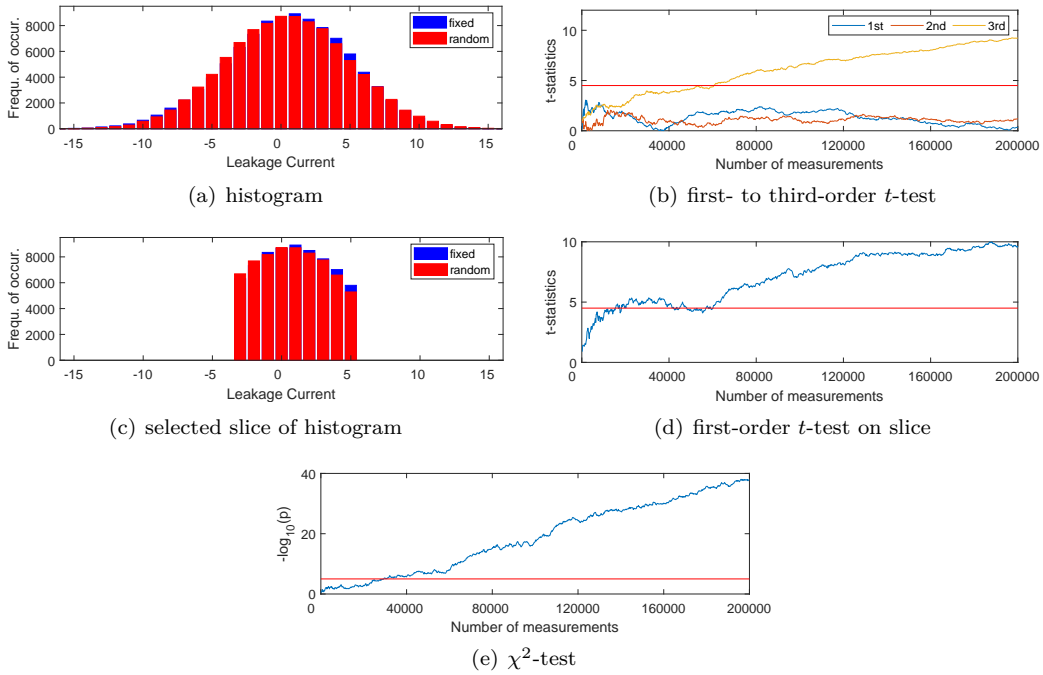 8000
6000
4000
2000
0
Frequ. of occur.
fixed
random
-15 -10 -5 0 5 10 15
Leakage Current
(a) histogram
10
5
0
t-statistics
1st 2nd 3rd
0 40000 80000 120000 160000 200000
Number of measurements
(b) first- to third-order t-test
8000
6000
4000
2000
0
Frequ. of occur.
fixed
random
-15 -10 -5 0 5 10 15
Leakage Current
(c) selected slice of histogram
10
5
0
t-statistics
0 40000 80000 120000 160000 200000
Number of measurements
(d) first-order t-test on slice
40
20
0
-log₁₀(p)
0 40000 80000 120000 160000 200000
Number of measurements
(e) χ²-test